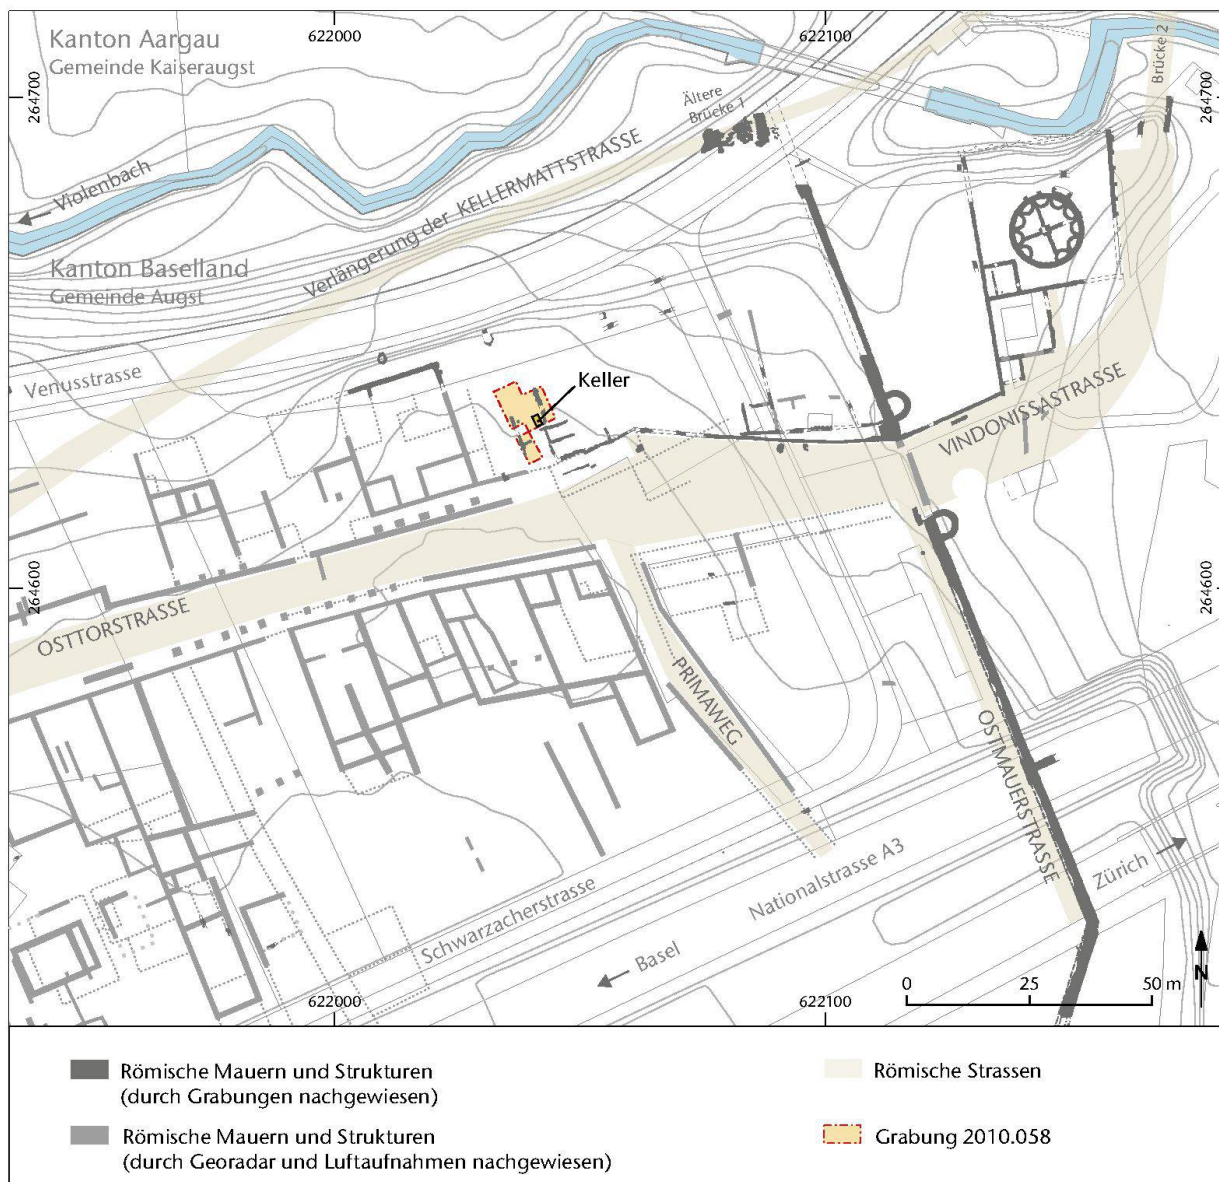 Kanton Aargau
Gemeinde Kaiseraugst
622000
622100
264700
264700
Brücke 2
Ältere
Brücke 1
Violenbach
Verlängerung der KELLERMATTSTRASSE
Kanton Baselland
Gemeinde Augst
Venusstrasse
Keller
VINDONISSASTRASSE
264600
264600
OSTTORSTRASSE
PRIMAWEG
OSTMAUERSTRASSE
Schwarzacherstrasse
Nationalstrasse A3
Zürich
Basel
622000
622100
0 25 50 m
N
Römische Mauern und Strukturen
(durch Grabungen nachgewiesen)
Römische Mauern und Strukturen
(durch Georadar und Luftaufnahmen nachgewiesen)
Römische Strassen
Grabung 2010.058